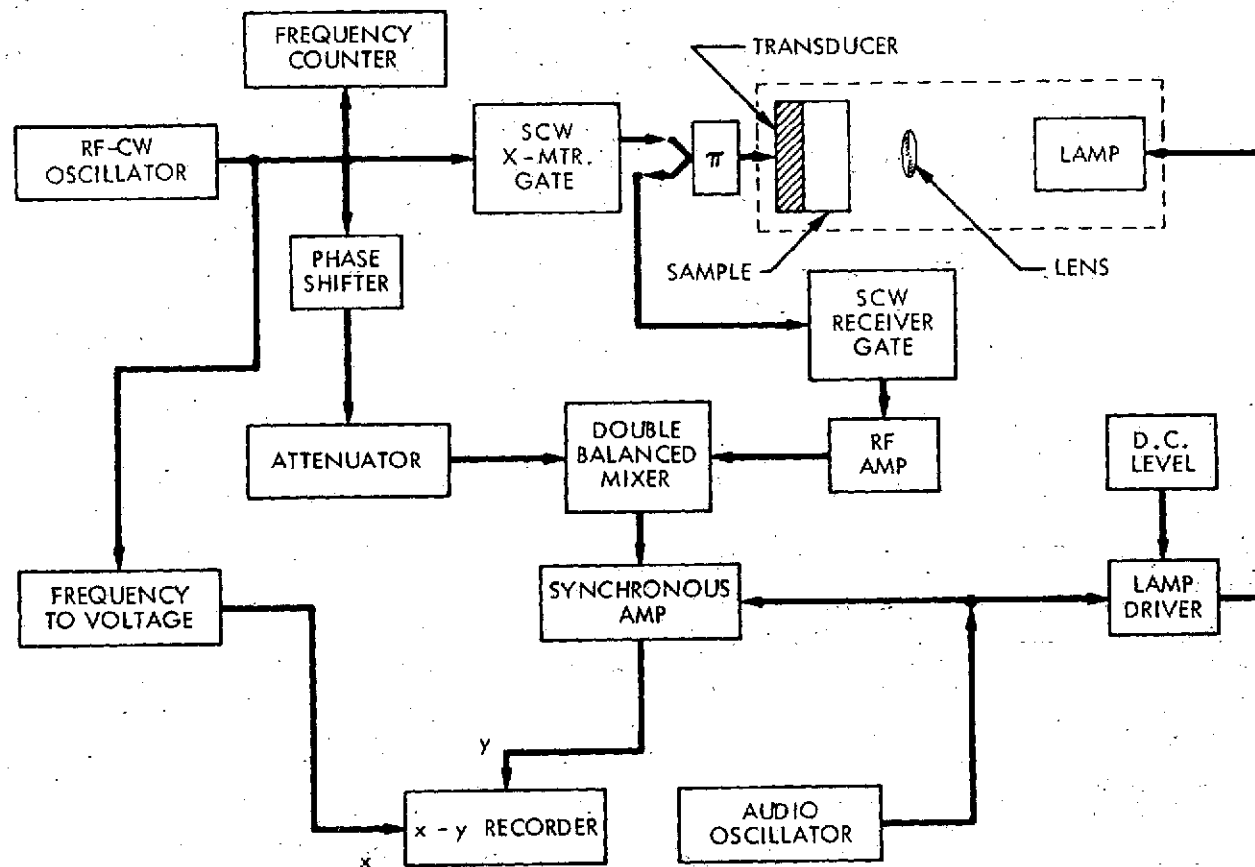 FREQUENCY
COUNTER
TRANSDUCER
RF-CW
OSCILLATOR
SCW
X-MTR.
GATE
π
LAMP
PHASE
SHIFTER
SAMPLE
LENS
SCW
RECEIVER
GATE
ATTENUATOR
DOUBLE
BALANCED
MIXER
RF
AMP
D.C.
LEVEL
FREQUENCY
TO VOLTAGE
SYNCHRONOUS
AMP
LAMP
DRIVER
y
x - y RECORDER
x
AUDIO
OSCILLATOR